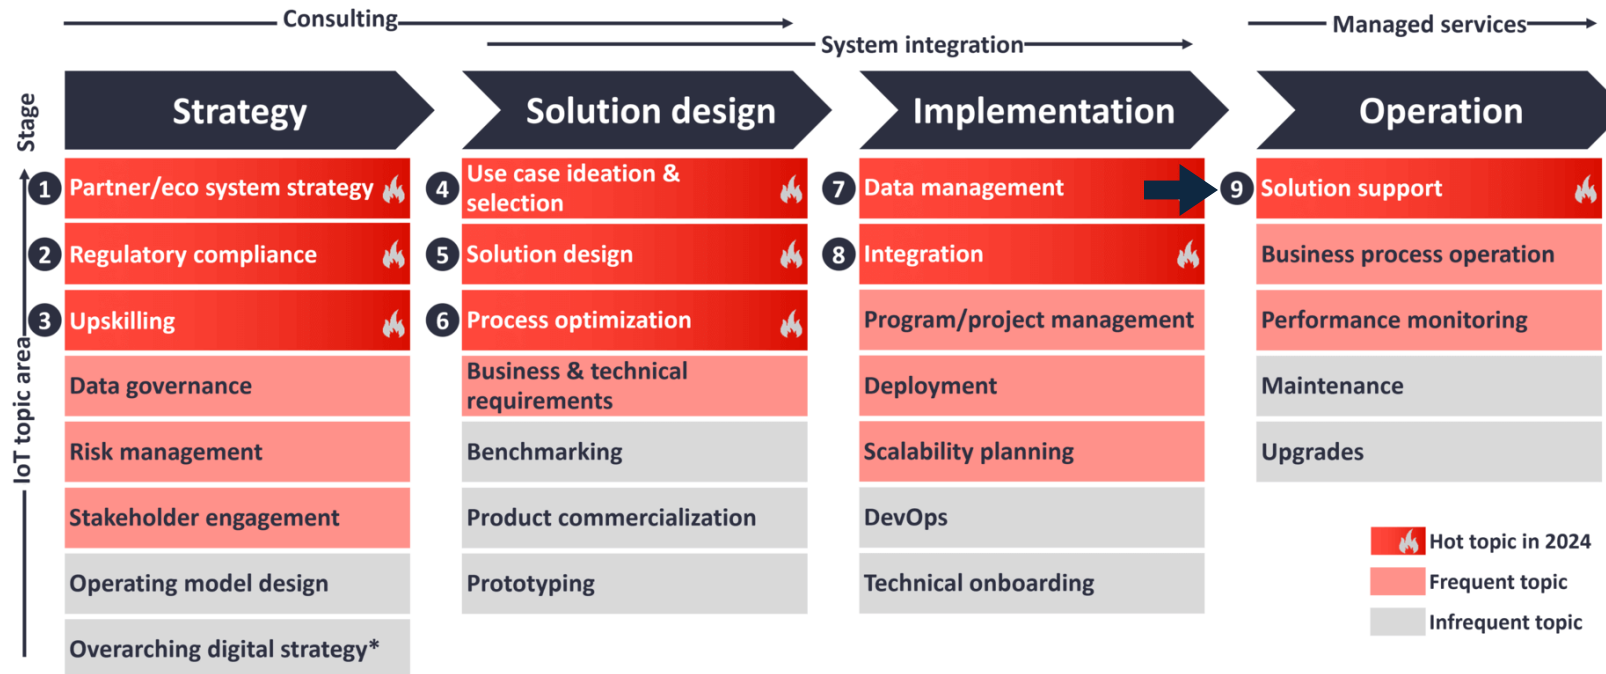 Consulting
System integration
Managed services
Stage
Strategy
Solution design
Implementation
Operation
IoT topic area
1 Partner/eco system strategy
2 Regulatory compliance
3 Upskilling
Data governance
Risk management
Stakeholder engagement
Operating model design
Overarching digital strategy*
4 Use case ideation &
selection
5 Solution design
6 Process optimization
Business & technical
requirements
Benchmarking
Product commercialization
Prototyping
7 Data management
8 Integration
Program/project management
Deployment
Scalability planning
DevOps
Technical onboarding
9 Solution support
Business process operation
Performance monitoring
Maintenance
Upgrades
Hot topic in 2024
Frequent topic
Infrequent topic